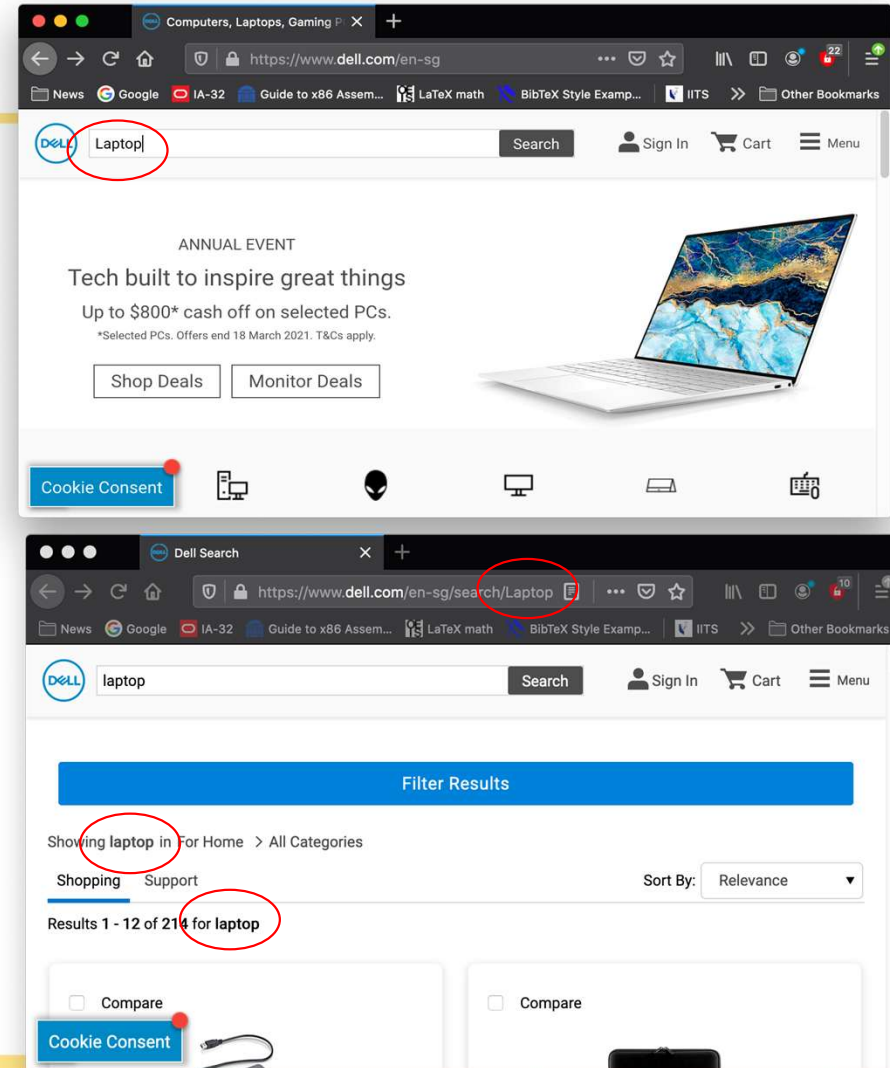 Computers, Laptops, Gaming P
https://www.dell.com/en-sg
22
News Google IA-32 Guide to x86 Assem... LaTeX math BibTeX Style Examp... IITS Other Bookmarks
DELL Laptop Search Sign In Cart Menu
ANNUAL EVENT
Tech built to inspire great things
Up to $800* cash off on selected PCs.
*Selected PCs. Offers end 18 March 2021. T&Cs apply.
Shop Deals Monitor Deals
Cookie Consent
Dell Search
https://www.dell.com/en-sg/search/Laptop
10
News Google IA-32 Guide to x86 Assem... LaTeX math BibTeX Style Examp... IITS Other Bookmarks
DELL laptop Search Sign In Cart Menu
Filter Results
Showing laptop in For Home > All Categories
Shopping Support Sort By: Relevance
Results 1 - 12 of 214 for laptop
Compare Compare
Cookie Consent